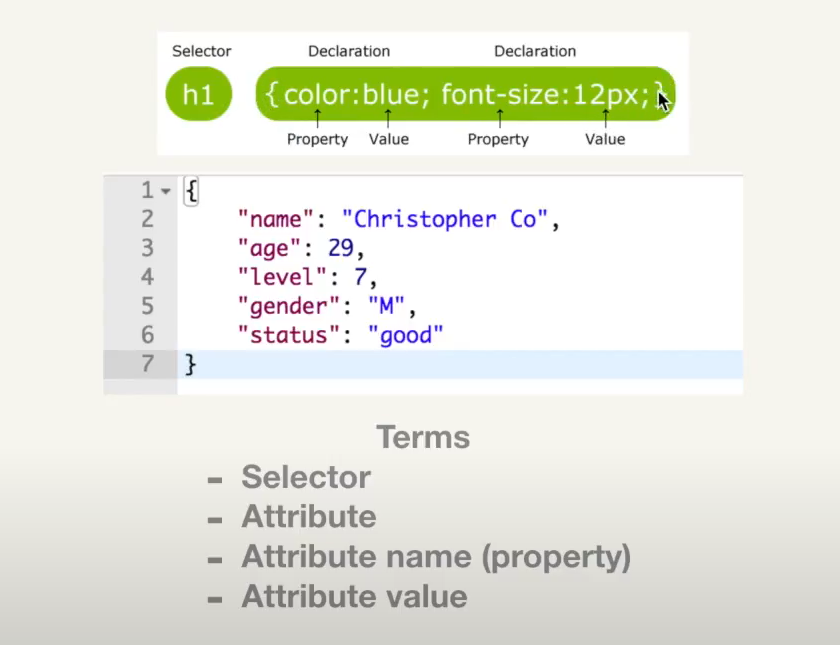 Selector Declaration Declaration
h1 {color:blue; font-size:12px;}
Property Value Property Value
1 {
2 "name": "Christopher Co",
3 "age": 29,
4 "level": 7,
5 "gender": "M",
6 "status": "good"
7 }
Terms
- Selector
- Attribute
- Attribute name (property)
- Attribute value